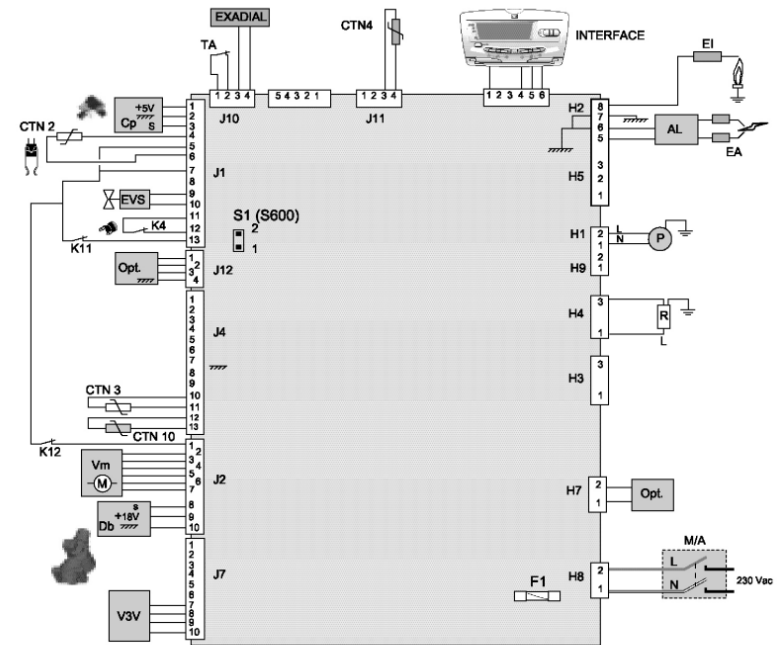 EXADIAL
TA
CTN4
INTERFACE
1 2 3 4
5 4 3 2 1
1 2 3 4
1 2 3 4 5 6
J10
J11
+5V
Cp
S
CTN 2
1
2
3
4
5
6
7
8
9
10
11
12
13
J1
EVS
K4
K11
S1 (S600)
2
1
Opt.
1
2
3
4
J12
1
2
3
4
5
6
7
8
9
10
11
12
13
J4
CTN 3
CTN 10
K12
Vm
M
1
2
3
4
5
6
7
8
9
10
J2
s
+18V
Db
1
2
3
4
5
6
7
8
9
10
J7
V3V
H2
8
7
6
5
EI
AL
EA
H5
3
2
1
H1
2
1
L
N
P
H9
2
1
H4
3
1
R
L
H3
3
1
H7
2
1
Opt.
M/A
H8
2
1
L
N
230 Vac
F1